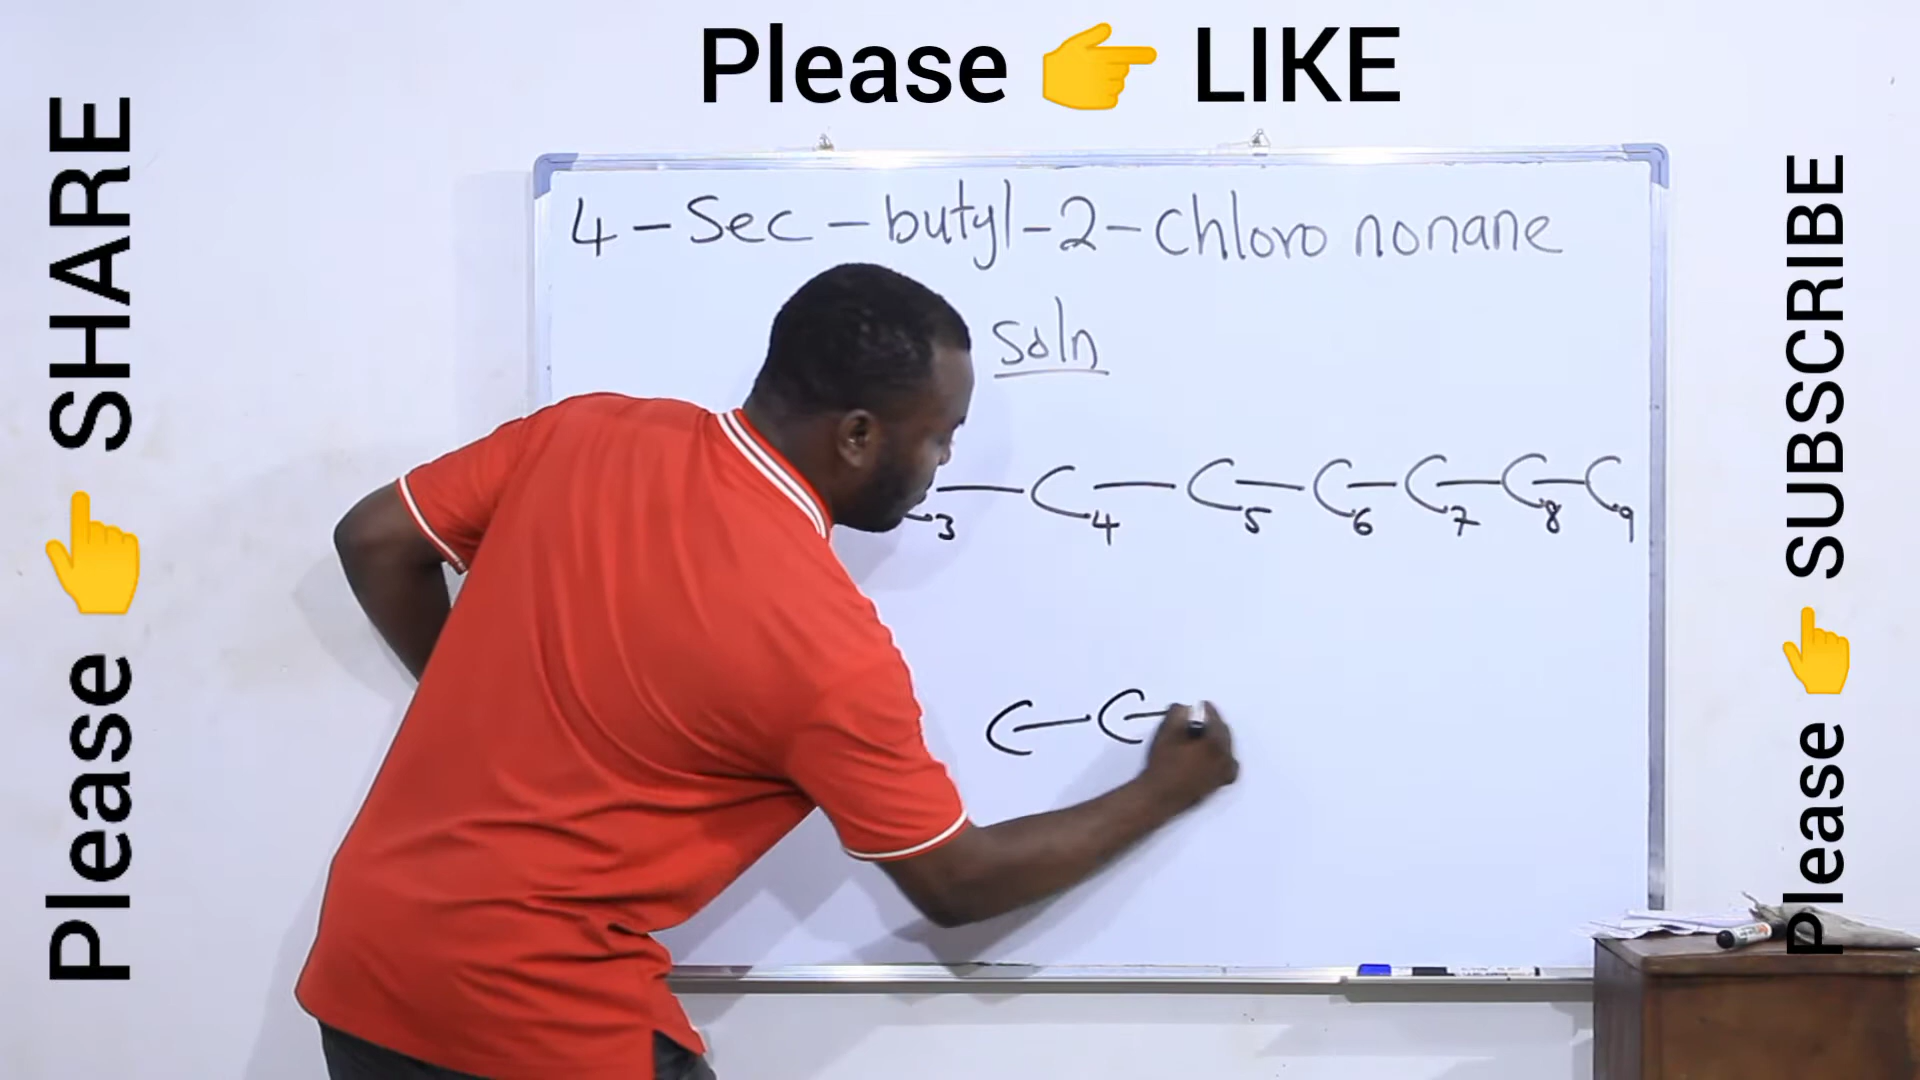 Please 👉 LIKE
Please 👉 SHARE
4-Sec-butyl-2-chloro nonane
Soln
3 — C4 — C5 — C6 — C7 — C8 — C9
C — C —
Please 👉 SUBSCRIBE